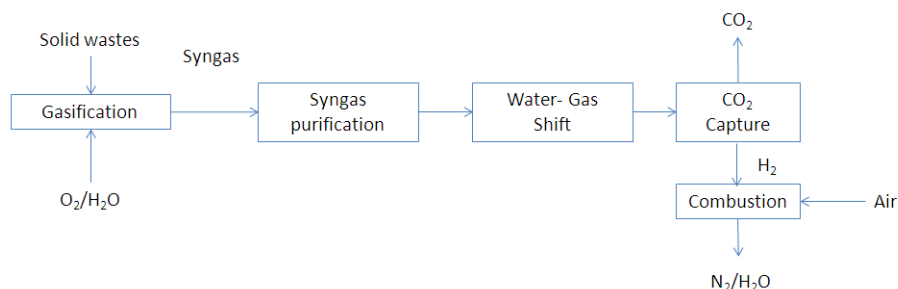 CO₂
Solid wastes
Syngas
Gasification
Syngas
purification
Water- Gas
Shift
CO₂
Capture
H₂
O₂/H₂O
Combustion
Air
N₂/H₂O